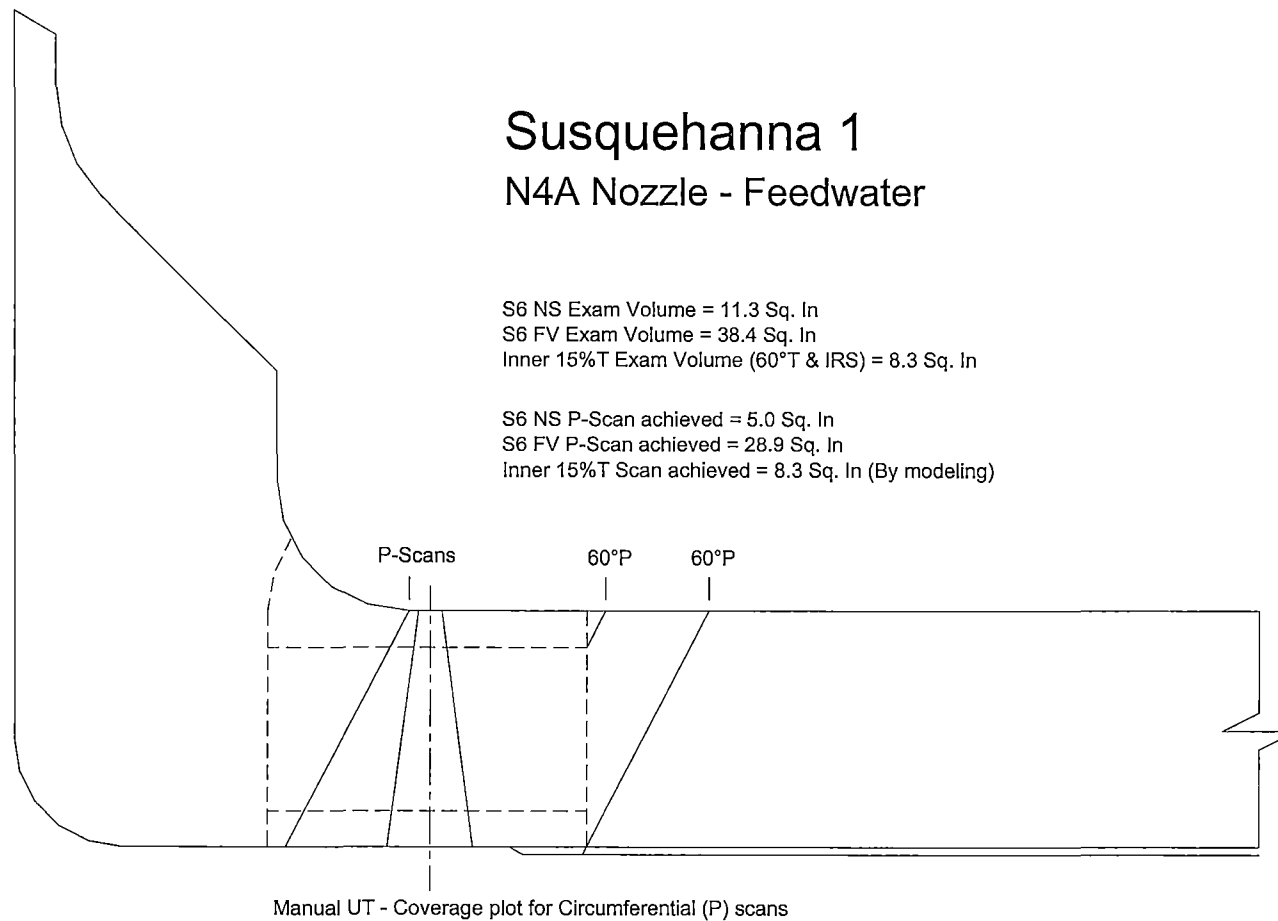 Susquehanna 1
N4A Nozzle - Feedwater
S6 NS Exam Volume = 11.3 Sq. In
S6 FV Exam Volume = 38.4 Sq. In
Inner 15%T Exam Volume (60°T & IRS) = 8.3 Sq. In
S6 NS P-Scan achieved = 5.0 Sq. In
S6 FV P-Scan achieved = 28.9 Sq. In
Inner 15%T Scan achieved = 8.3 Sq. In (By modeling)
P-Scans 60°P 60°P
Manual UT - Coverage plot for Circumferential (P) scans